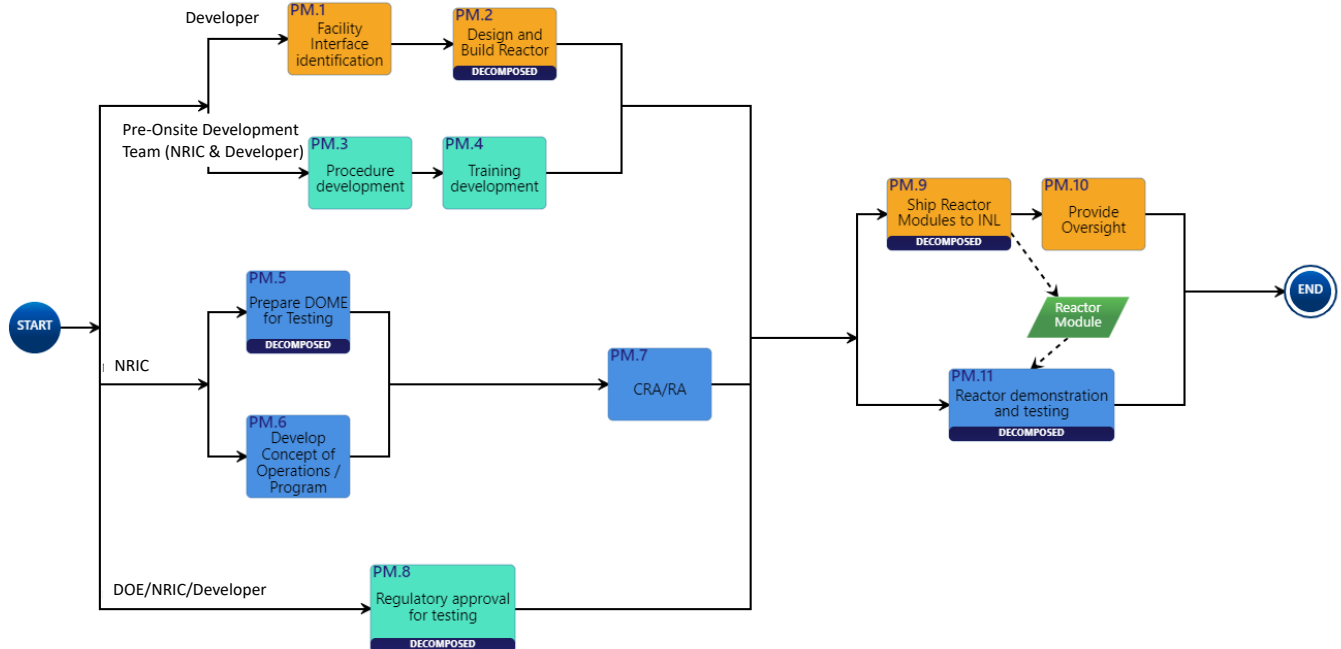 Developer
PM.1
Facility
Interface
identification
PM.2
Design and
Build Reactor
DECOMPOSED
Pre-Onsite Development
Team (NRIC & Developer)
PM.3
Procedure
development
PM.4
Training
development
START
NRIC
PM.5
Prepare DOME
for Testing
DECOMPOSED
PM.6
Develop
Concept of
Operations /
Program
PM.7
CRA/RA
DOE/NRIC/Developer
PM.8
Regulatory approval
for testing
DECOMPOSED
PM.9
Ship Reactor
Modules to INL
DECOMPOSED
PM.10
Provide
Oversight
Reactor
Module
PM.11
Reactor demonstration
and testing
DECOMPOSED
END